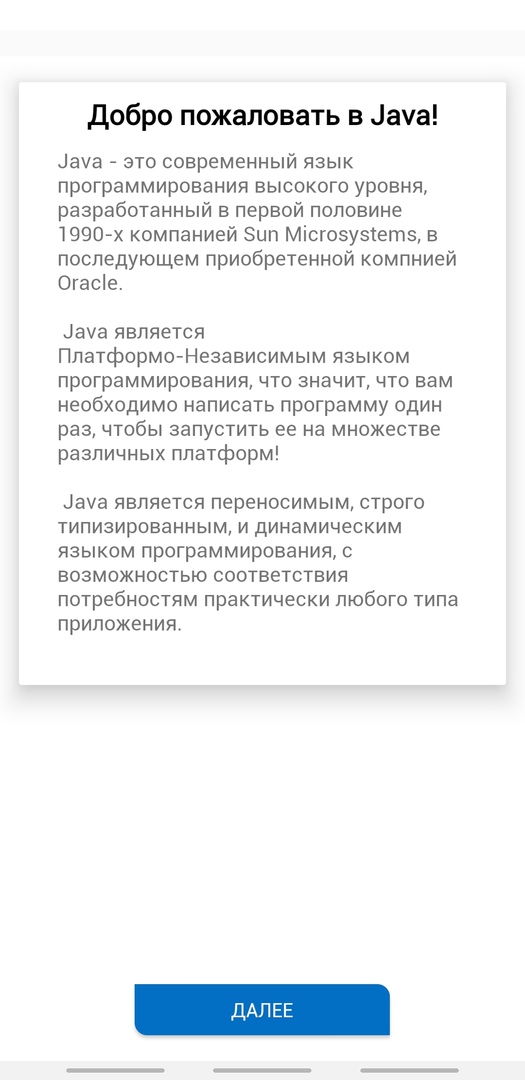 Добро пожаловать в Java!
Java - это современный язык
программирования высокого уровня,
разработанный в первой половине
1990-х компанией Sun Microsystems, в
последующем приобретенной компнией
Oracle.
Java является
Платформо-Независимым языком
программирования, что значит, что вам
необходимо написать программу один
раз, чтобы запустить ее на множестве
различных платформ!
Java является переносимым, строго
типизированным, и динамическим
языком программирования, с
возможностью соответствия
потребностям практически любого типа
приложения.
ДАЛЕЕ